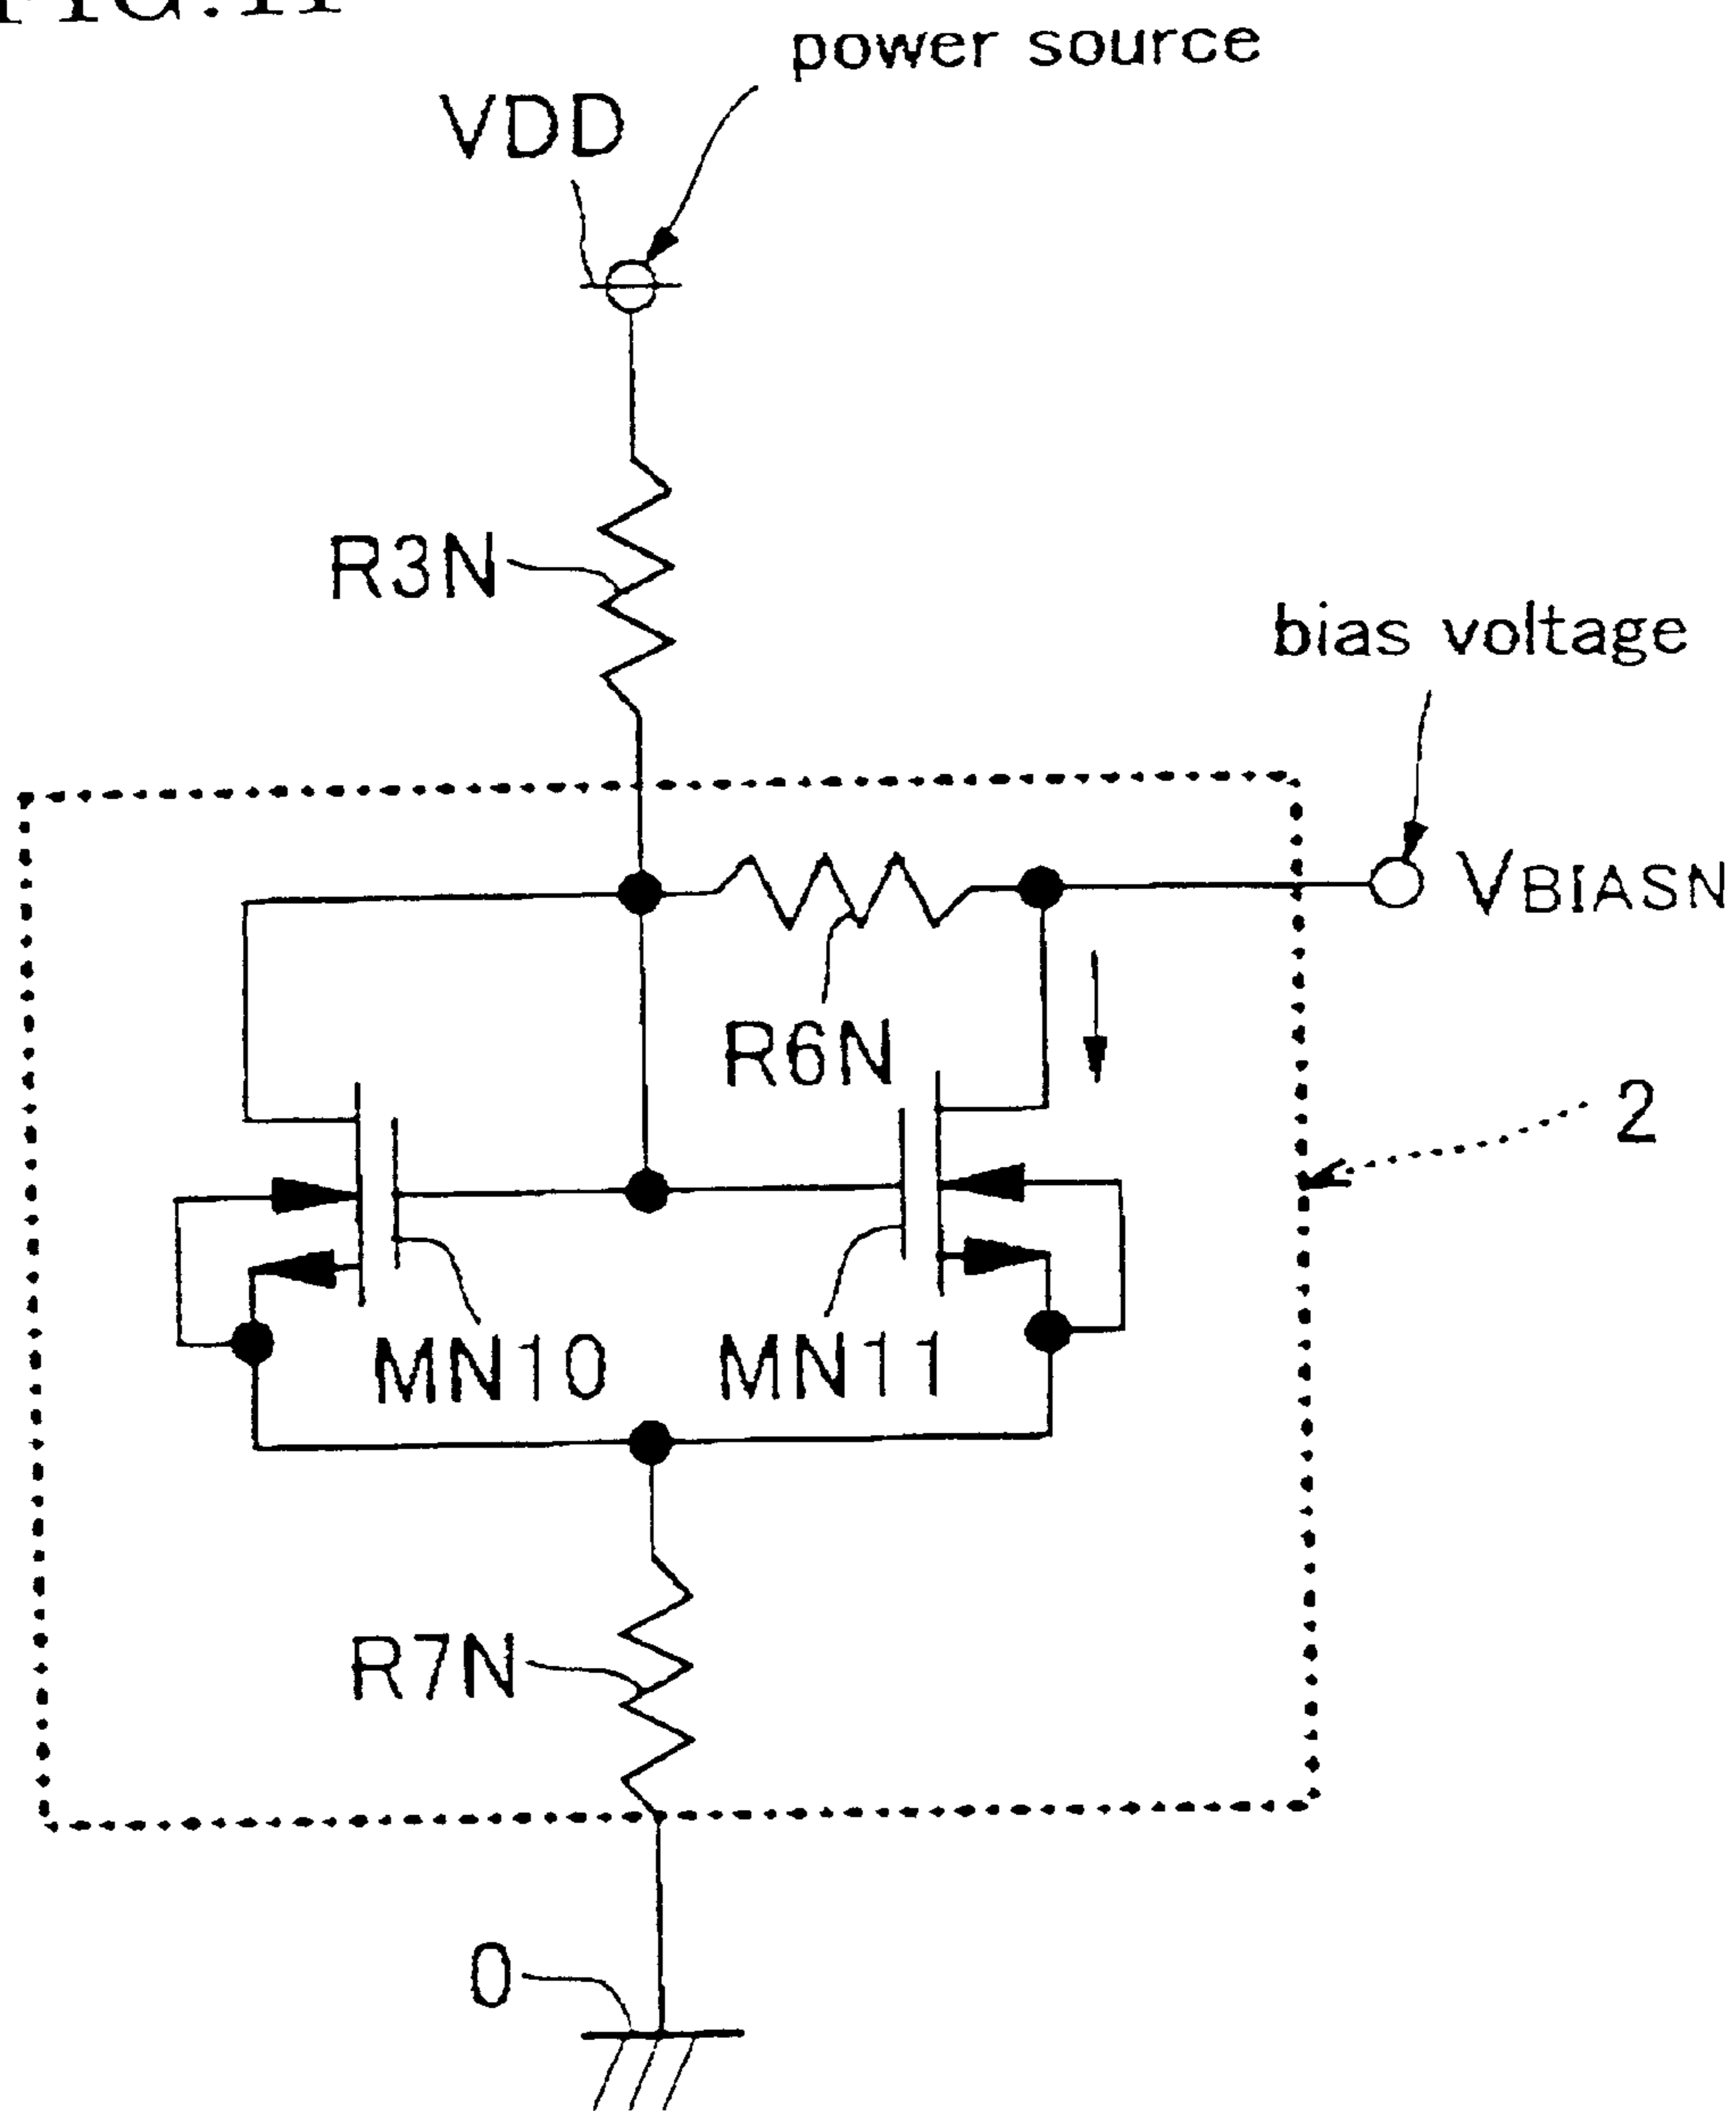 power source
VDD
R3N
bias voltage
VBIASN
R6N
2
MN10
MN11
R7N
0